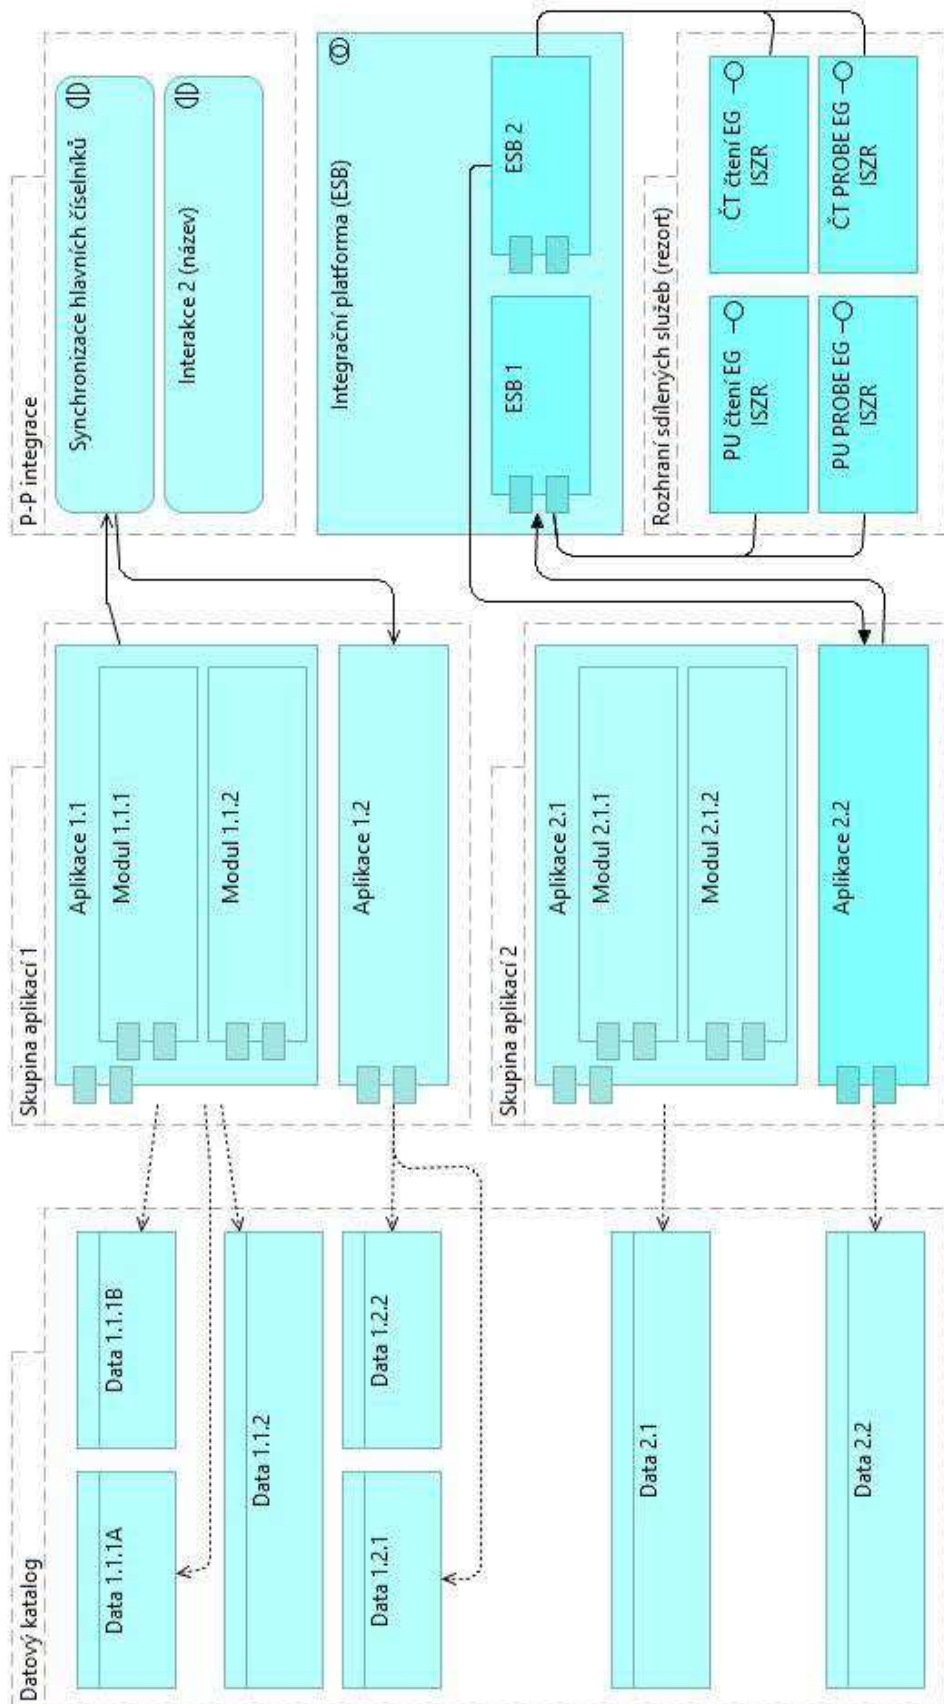 Datový katalog
Data 1.1.1A
Data 1.1.1B
Data 1.1.2
Data 1.2.1
Data 1.2.2
Data 2.1
Data 2.2
Skupina aplikací 1
Aplikace 1.1
Modul 1.1.1
Modul 1.1.2
Aplikace 1.2
Skupina aplikací 2
Aplikace 2.1
Modul 2.1.1
Modul 2.1.2
Aplikace 2.2
P-P integrace
Synchronizace hlavních číselníků
Interakce 2 (název)
Integrační platforma (ESB)
ESB 1
ESB 2
Rozhraní sdílených služeb (rezort)
PU čtení EG
ISZR
ČT čtení EG
ISZR
PU PROBE EG
ISZR
ČT PROBE EG
ISZR